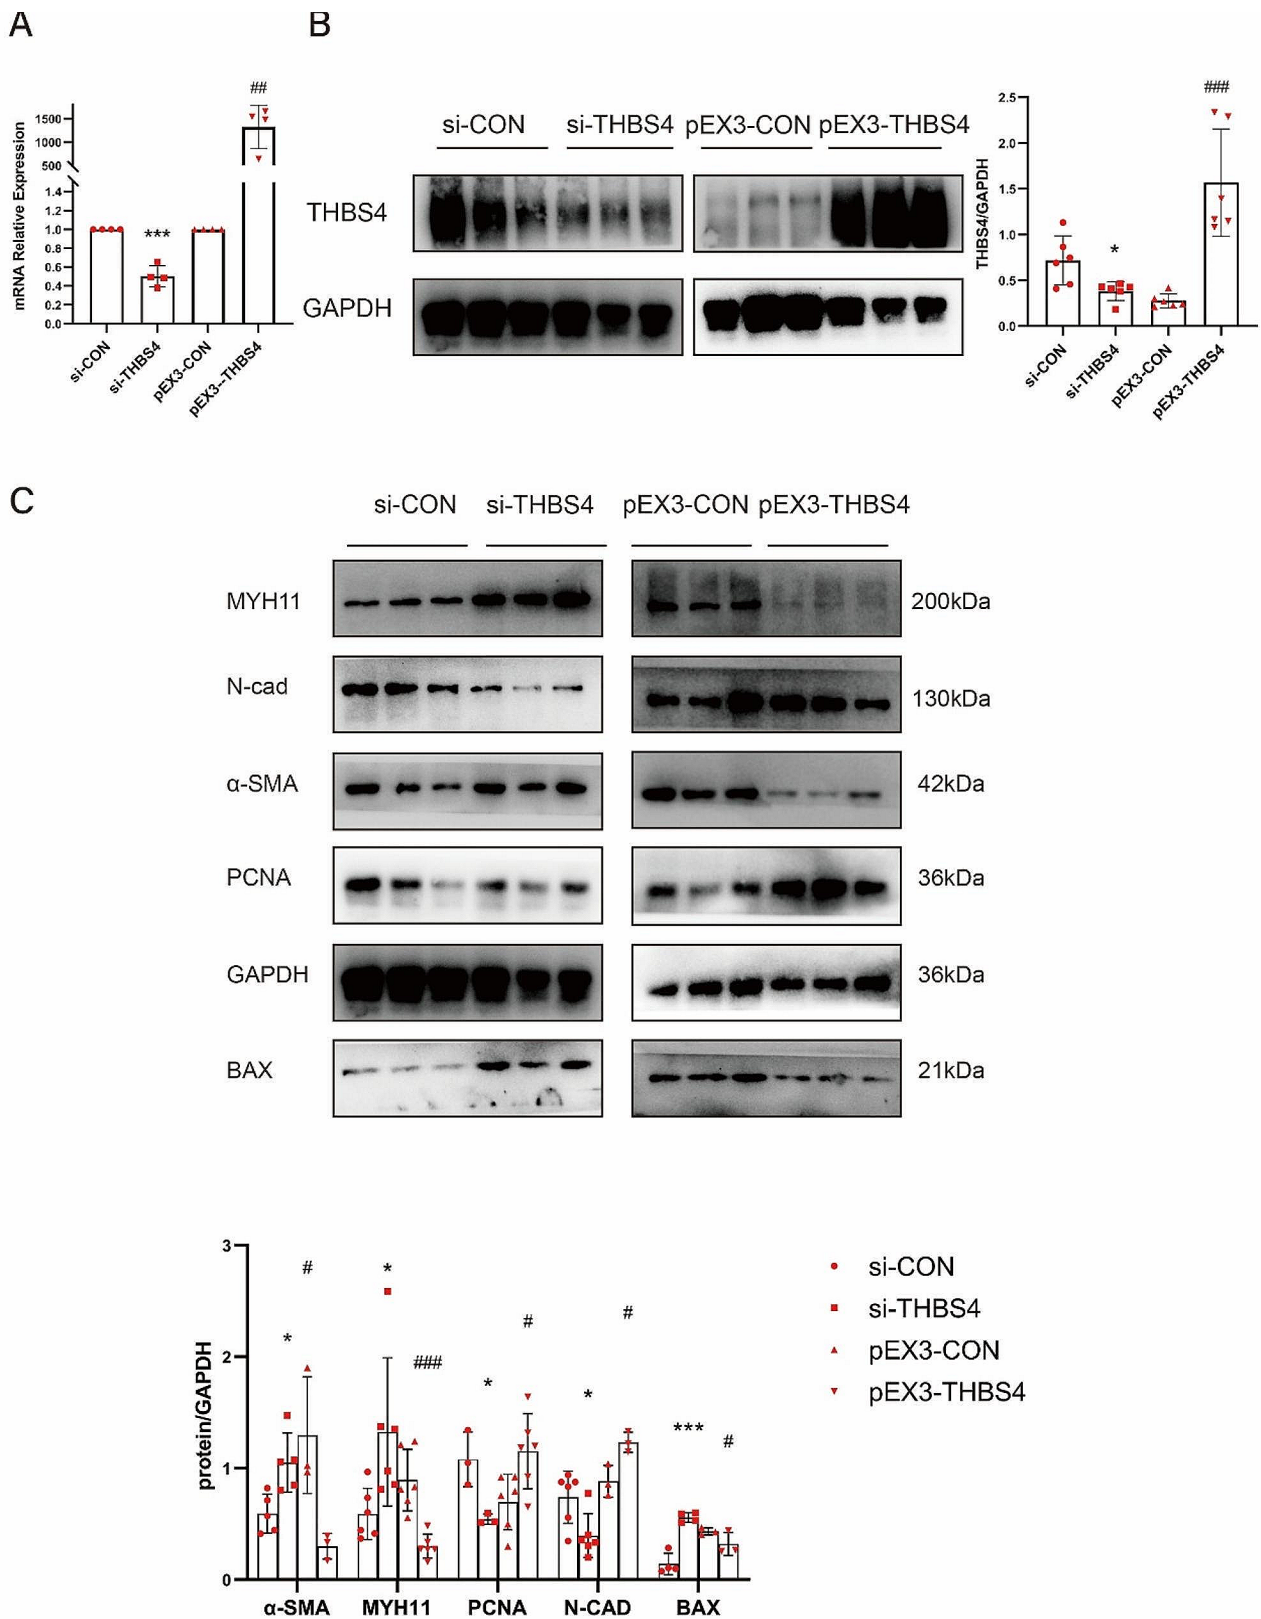 A
B
##
1500
1000
500
1.4
1.2
1.0
0.8
0.6
0.4
0.2
0.0
mRNA Relative Expression
***
si-CON
si-THBS4
pEX3-CON
pEX3--THBS4
si-CON si-THBS4 pEX3-CON pEX3-THBS4
THBS4
GAPDH
###
2.5
2.0
1.5
1.0
0.5
0.0
THBS4/GAPDH
*
si-CON
si-THBS4
pEX3-CON
pEX3-THBS4
C
si-CON si-THBS4 pEX3-CON pEX3-THBS4
MYH11 200kDa
N-cad 130kDa
α-SMA 42kDa
PCNA 36kDa
GAPDH 36kDa
BAX 21kDa
3
2
1
0
protein/GAPDH
* #
* ###
* #
* #
*** #
α-SMA MYH11 PCNA N-CAD BAX
si-CON
si-THBS4
pEX3-CON
pEX3-THBS4